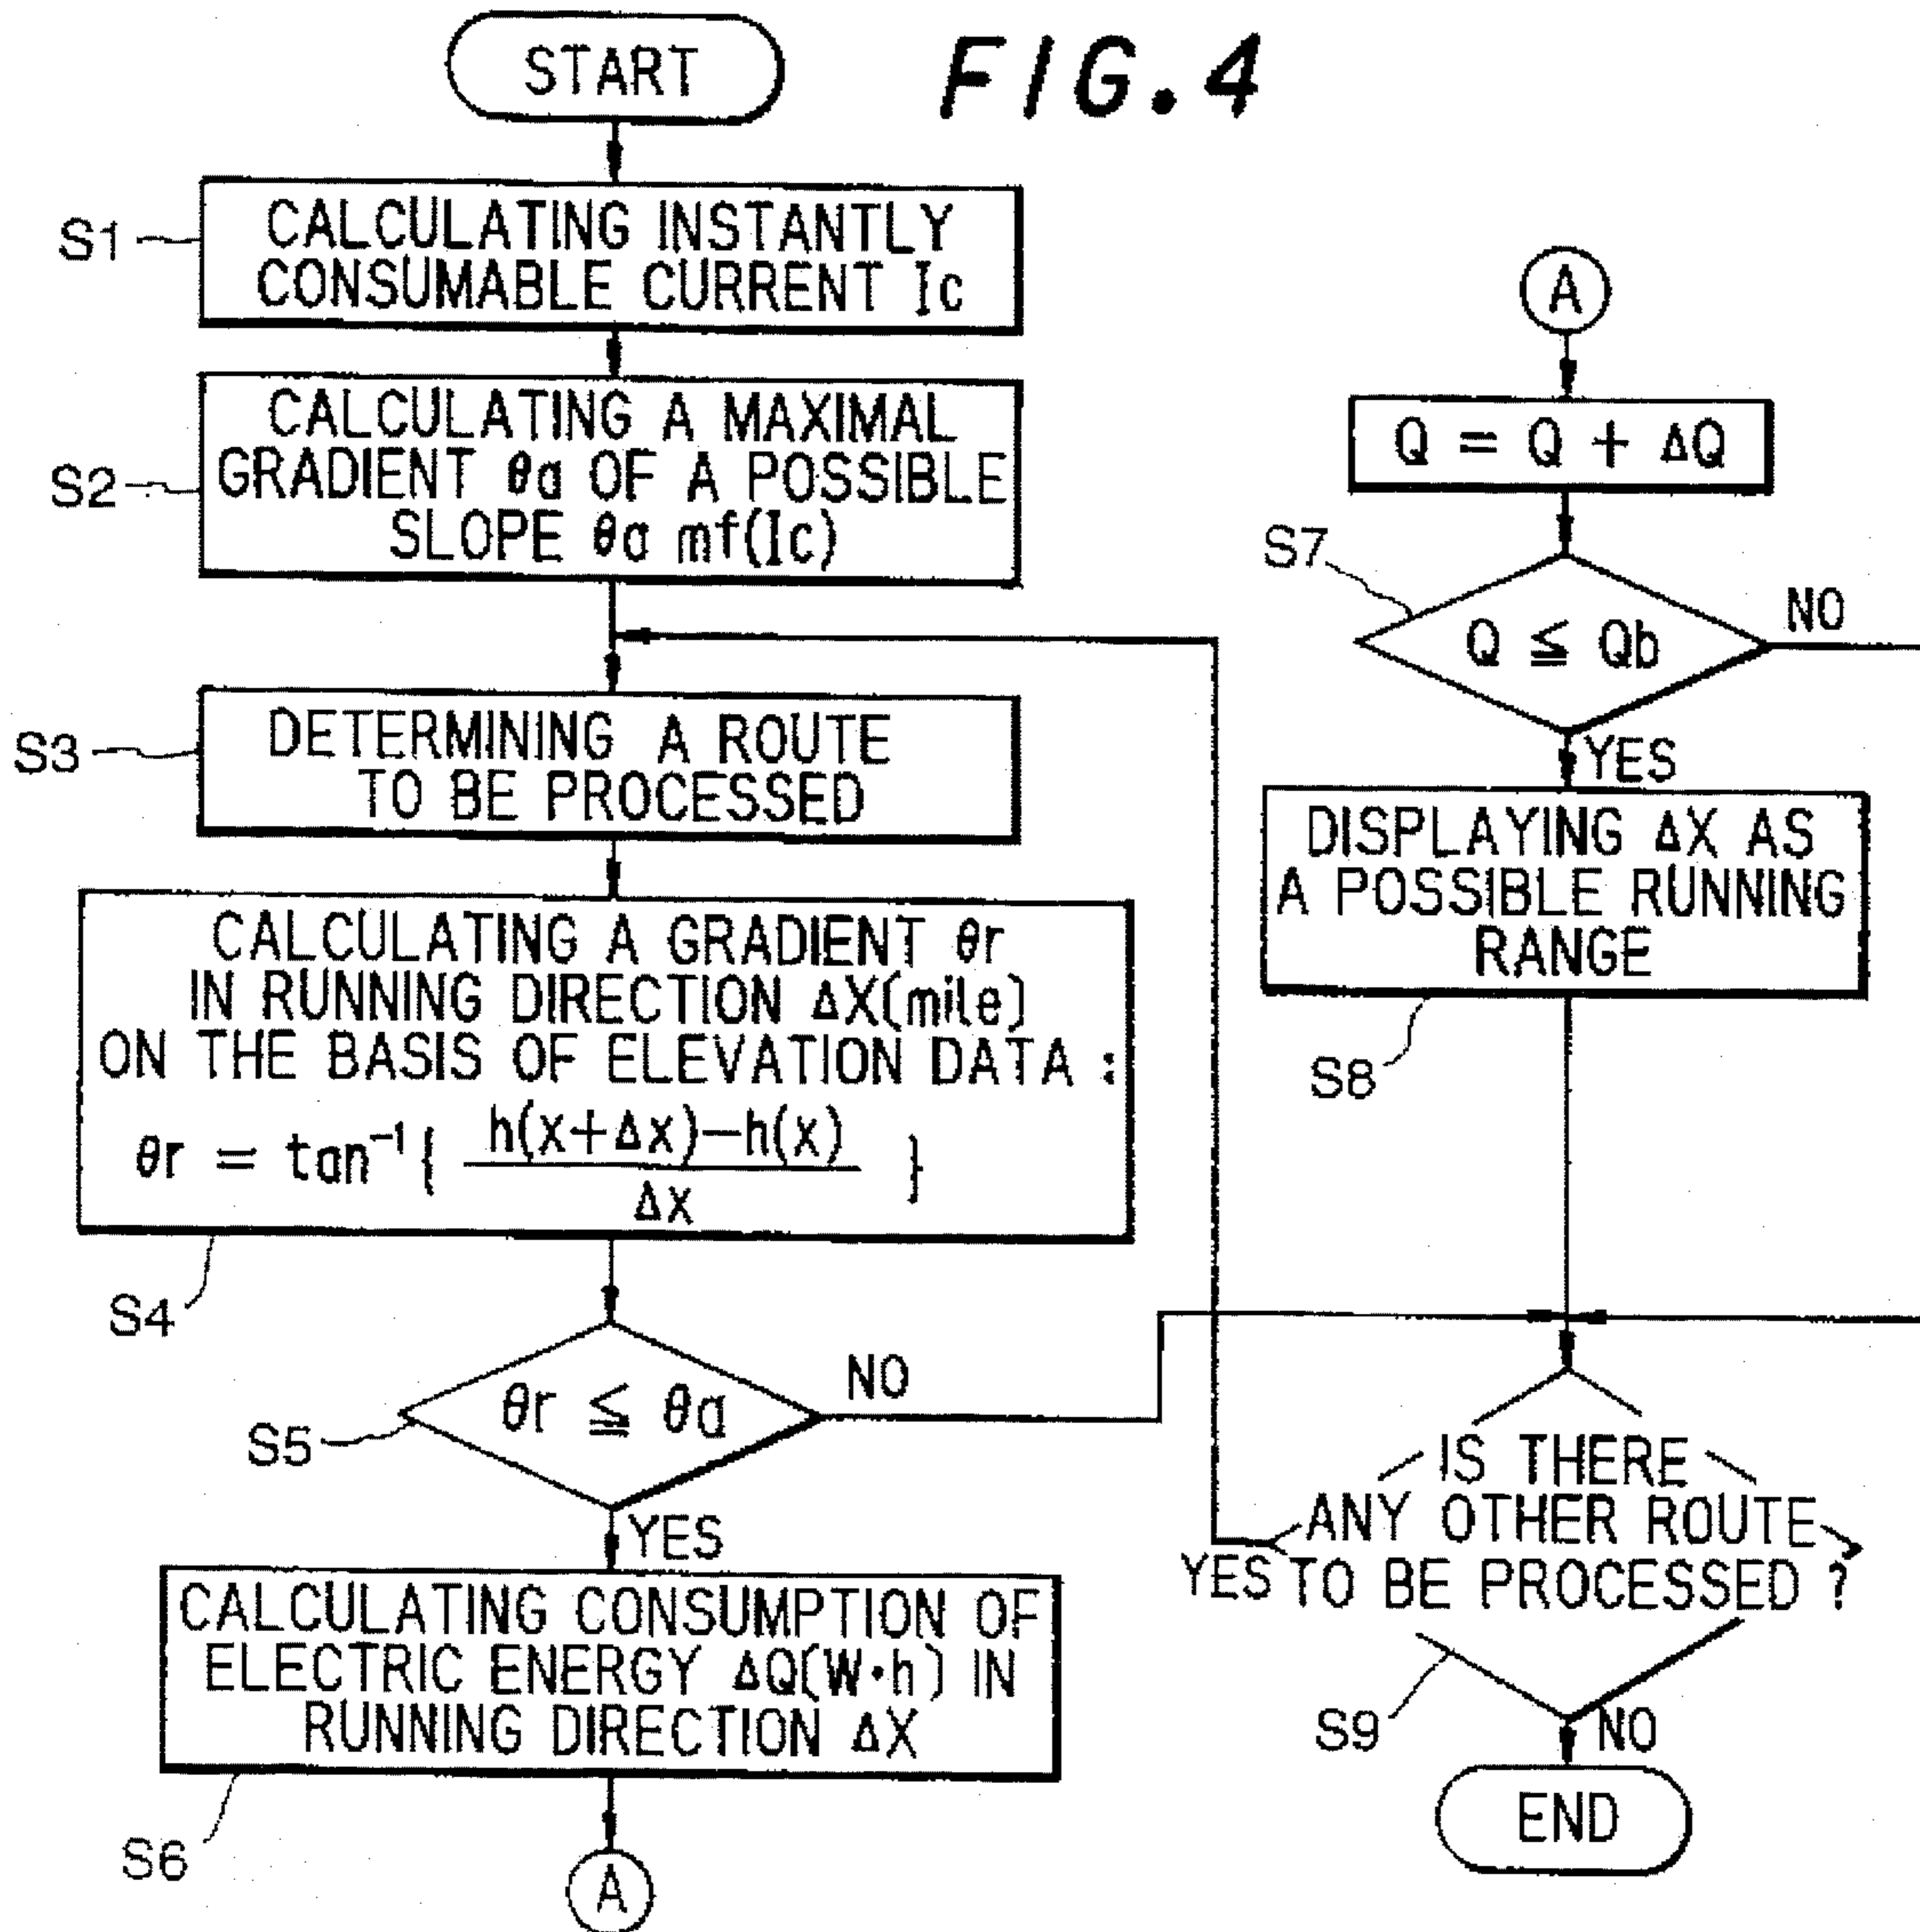 FIG.4
START
S1
CALCULATING INSTANTLY
CONSUMABLE CURRENT Ic
S2
CALCULATING A MAXIMAL
GRADIENT θa OF A POSSIBLE
SLOPE θa mf(Ic)
S3
DETERMINING A ROUTE
TO BE PROCESSED
S4
CALCULATING A GRADIENT θr
IN RUNNING DIRECTION ΔX(mile)
ON THE BASIS OF ELEVATION DATA :
θr = tan⁻¹{ h(x+Δx)−h(x) / Δx }
S5
θr ≦ θa
NO
YES
S6
CALCULATING CONSUMPTION OF
ELECTRIC ENERGY ΔQ(W·h) IN
RUNNING DIRECTION ΔX
A
A
Q = Q + ΔQ
S7
Q ≦ Qb
NO
YES
DISPLAYING ΔX AS
A POSSIBLE RUNNING
RANGE
S8
IS THERE
ANY OTHER ROUTE
TO BE PROCESSED ?
YES
S9
NO
END